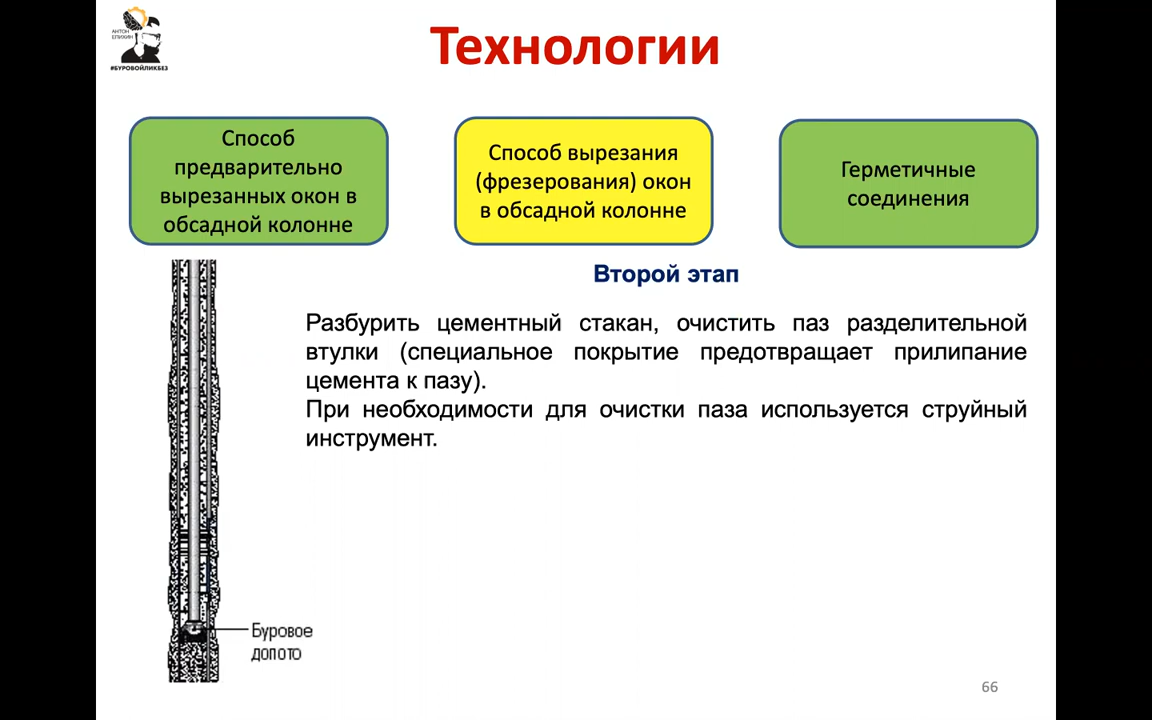 АНТОН
ЕПИХИН
#БУРОВОЙЛИКБЕЗ
Технологии
Способ
предварительно
вырезанных окон в
обсадной колонне
Способ вырезания
(фрезерования) окон
в обсадной колонне
Герметичные
соединения
Второй этап
Разбурить цементный стакан, очистить паз разделительной
втулки (специальное покрытие предотвращает прилипание
цемента к пазу).
При необходимости для очистки паза используется струйный
инструмент.
Буровое
долото
66